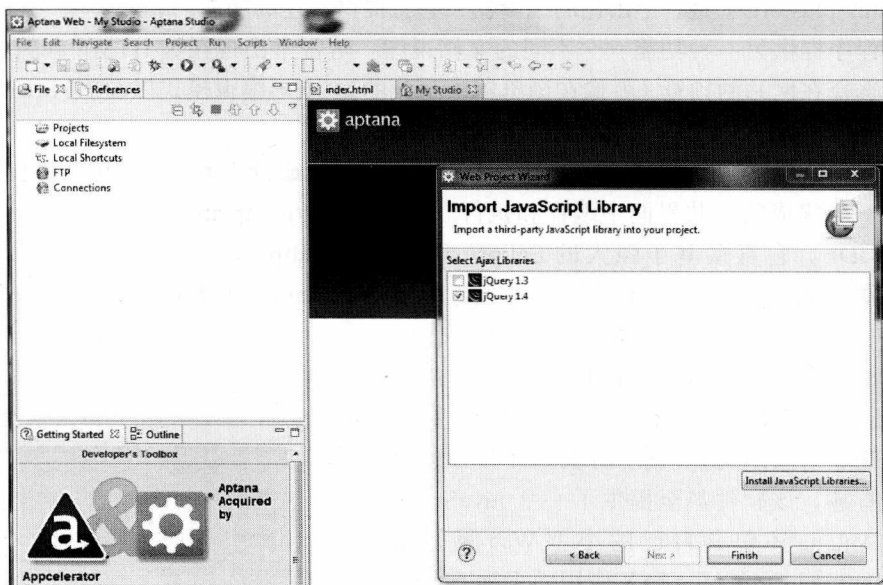 Aptana Web - My Studio - Aptana Studio
File Edit Navigate Search Project Run Scripts Window Help
File References
index.html My Studio
aptana
Projects
Local Filesystem
Local Shortcuts
FTP
Connections
Web Project Wizard
Import JavaScript Library
Import a third-party JavaScript library into your project.
Select Ajax Libraries
jQuery 1.3
jQuery 1.4
Install JavaScript Libraries...
< Back Next > Finish Cancel
Getting Started Outline
Developer's Toolbox
a & 
Aptana
Acquired
by
Appcelerator